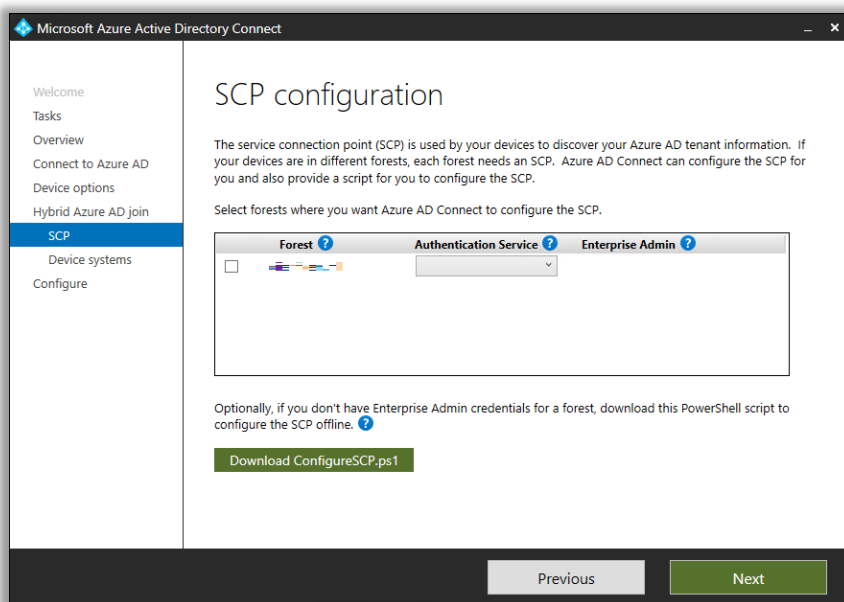 Microsoft Azure Active Directory Connect
Welcome
Tasks
Overview
Connect to Azure AD
Device options
Hybrid Azure AD join
SCP
Device systems
Configure
SCP configuration
The service connection point (SCP) is used by your devices to discover your Azure AD tenant information. If
your devices are in different forests, each forest needs an SCP. Azure AD Connect can configure the SCP for
you and also provide a script for you to configure the SCP.
Select forests where you want Azure AD Connect to configure the SCP.
Forest ? Authentication Service ? Enterprise Admin ?
Optionally, if you don't have Enterprise Admin credentials for a forest, download this PowerShell script to
configure the SCP offline. ?
Download ConfigureSCP.ps1
Previous Next